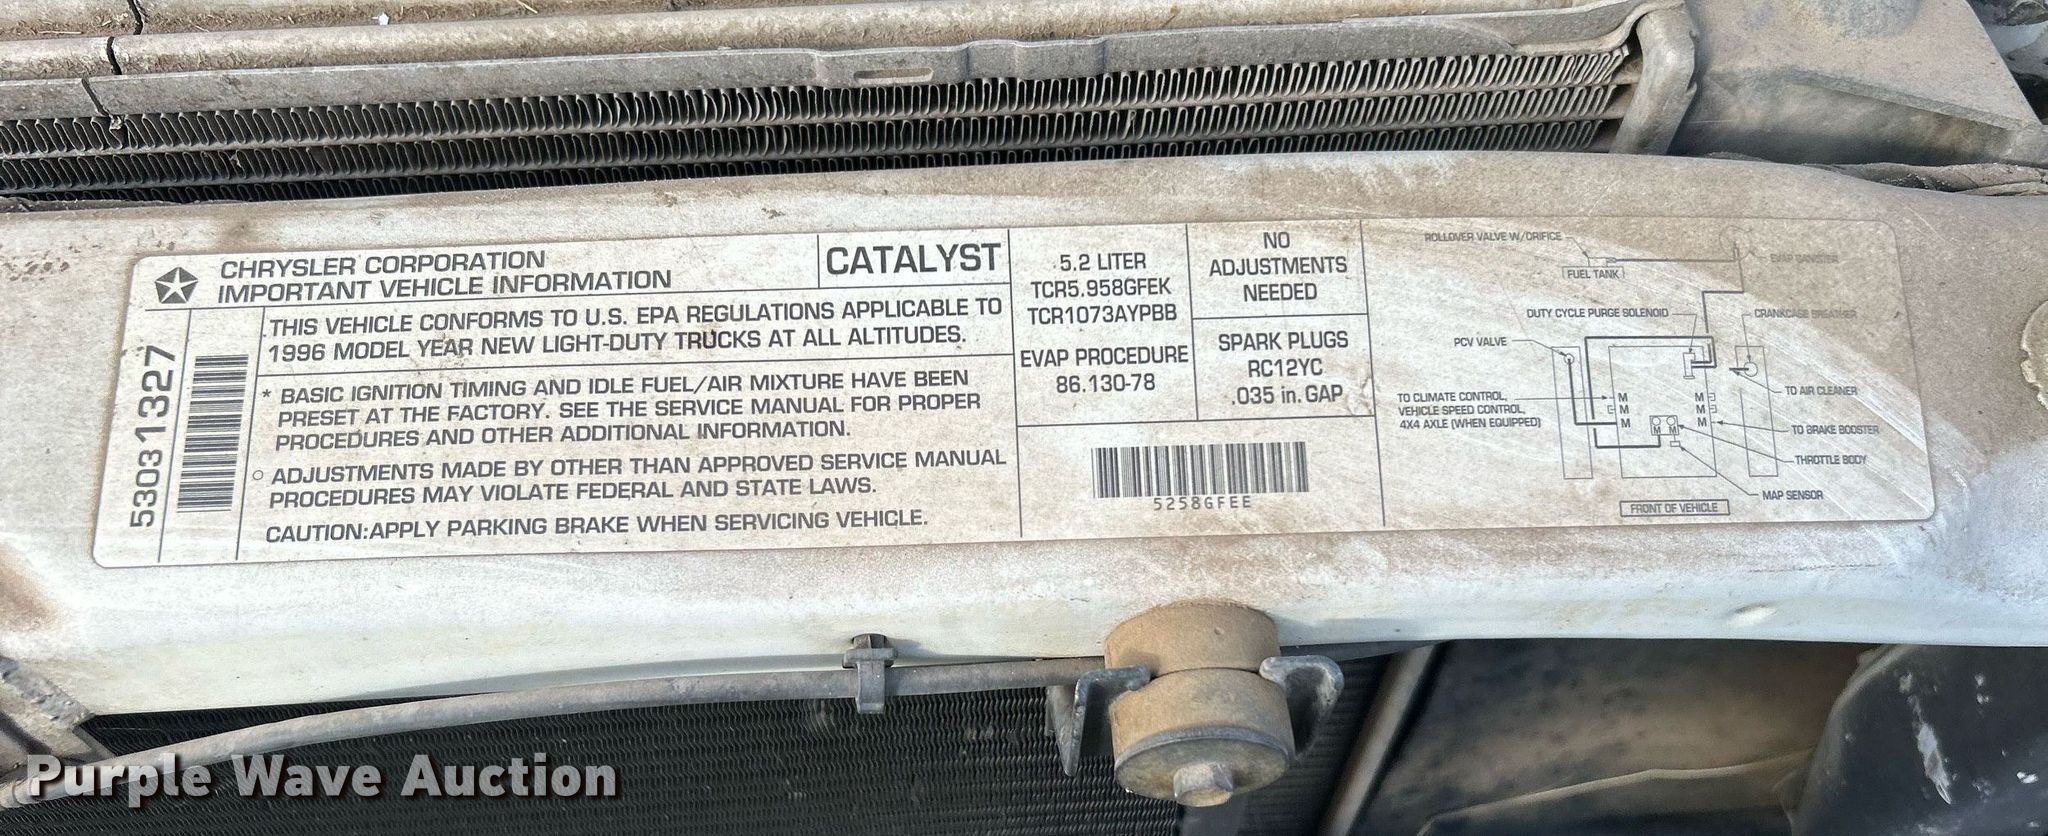 CHRYSLER CORPORATION
IMPORTANT VEHICLE INFORMATION
CATALYST
THIS VEHICLE CONFORMS TO U.S. EPA REGULATIONS APPLICABLE TO
1996 MODEL YEAR NEW LIGHT-DUTY TRUCKS AT ALL ALTITUDES.
* BASIC IGNITION TIMING AND IDLE FUEL/AIR MIXTURE HAVE BEEN
PRESET AT THE FACTORY. SEE THE SERVICE MANUAL FOR PROPER
PROCEDURES AND OTHER ADDITIONAL INFORMATION.
○ ADJUSTMENTS MADE BY OTHER THAN APPROVED SERVICE MANUAL
PROCEDURES MAY VIOLATE FEDERAL AND STATE LAWS.
CAUTION:APPLY PARKING BRAKE WHEN SERVICING VEHICLE.
53031327
5.2 LITER
TCR5.958GFEK
TCR1073AYPBB
EVAP PROCEDURE
86.130-78
NO
ADJUSTMENTS
NEEDED
SPARK PLUGS
RC12YC
.035 in. GAP
5258GFEE
ROLLOVER VALVE W/ORIFICE
FUEL TANK
EVAP CANISTER
DUTY CYCLE PURGE SOLENOID
CRANKCASE BREATHER
PCV VALVE
TO AIR CLEANER
TO CLIMATE CONTROL,
VEHICLE SPEED CONTROL,
4X4 AXLE (WHEN EQUIPPED)
M M
M M
M M
M M
TO BRAKE BOOSTER
THROTTLE BODY
MAP SENSOR
FRONT OF VEHICLE
Purple Wave Auction